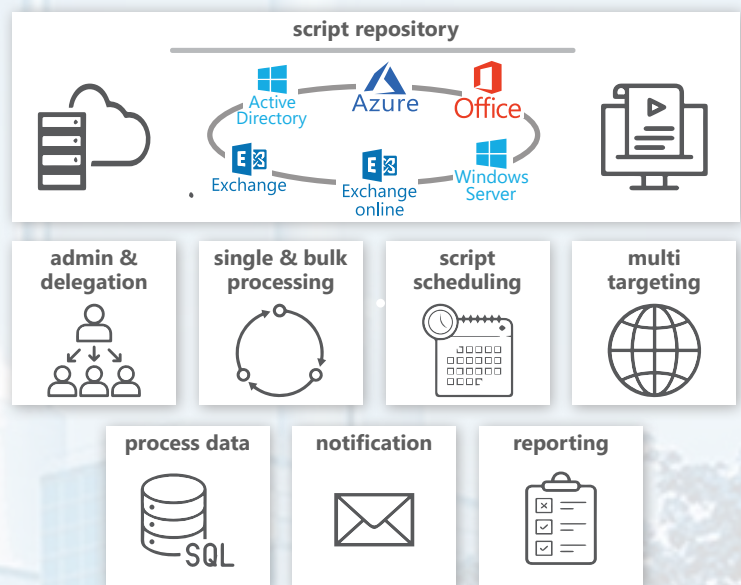 script repository
Active
Directory
Azure
Office
E
Exchange
E
Exchange
online
Windows
Server
admin &
delegation
single & bulk
processing
script
scheduling
multi
targeting
process data
SQL
notification
reporting